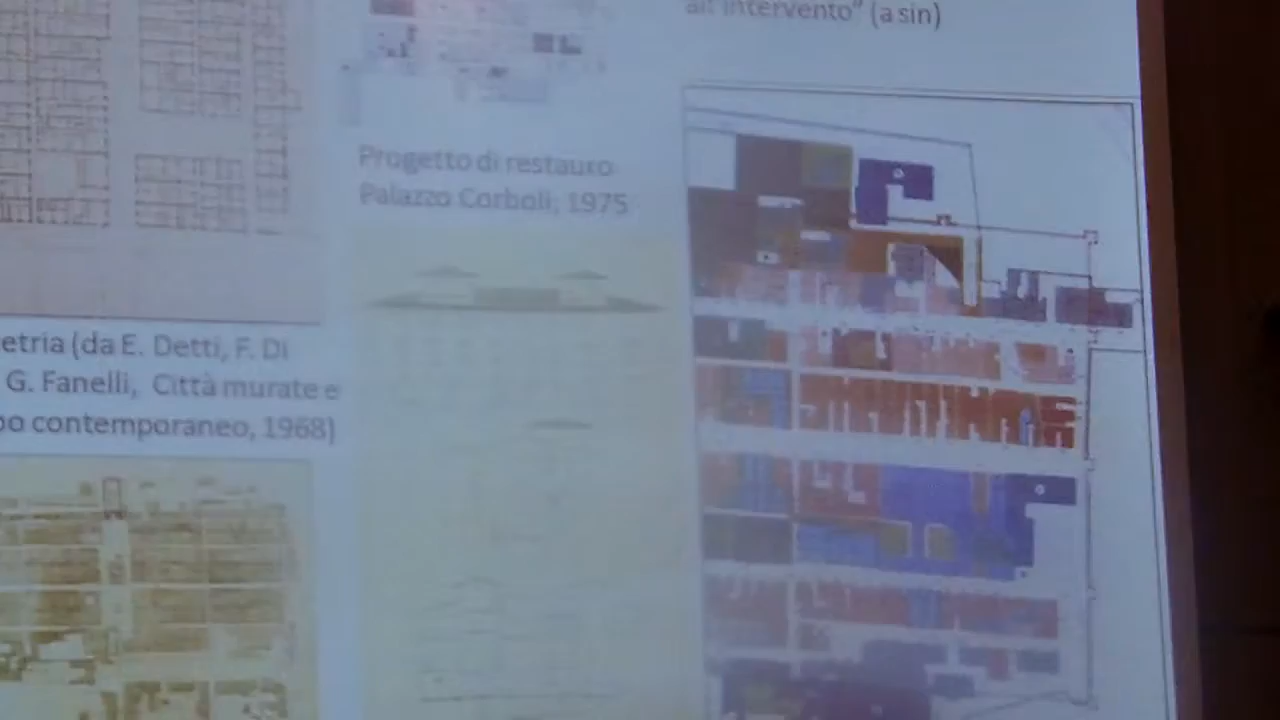 all'intervento" (a sin)
Progetto di restauro
Palazzo Corboli, 1975
etria (da E. Detti, F. Di
G. Fanelli, Città murate e
po contemporaneo, 1968)